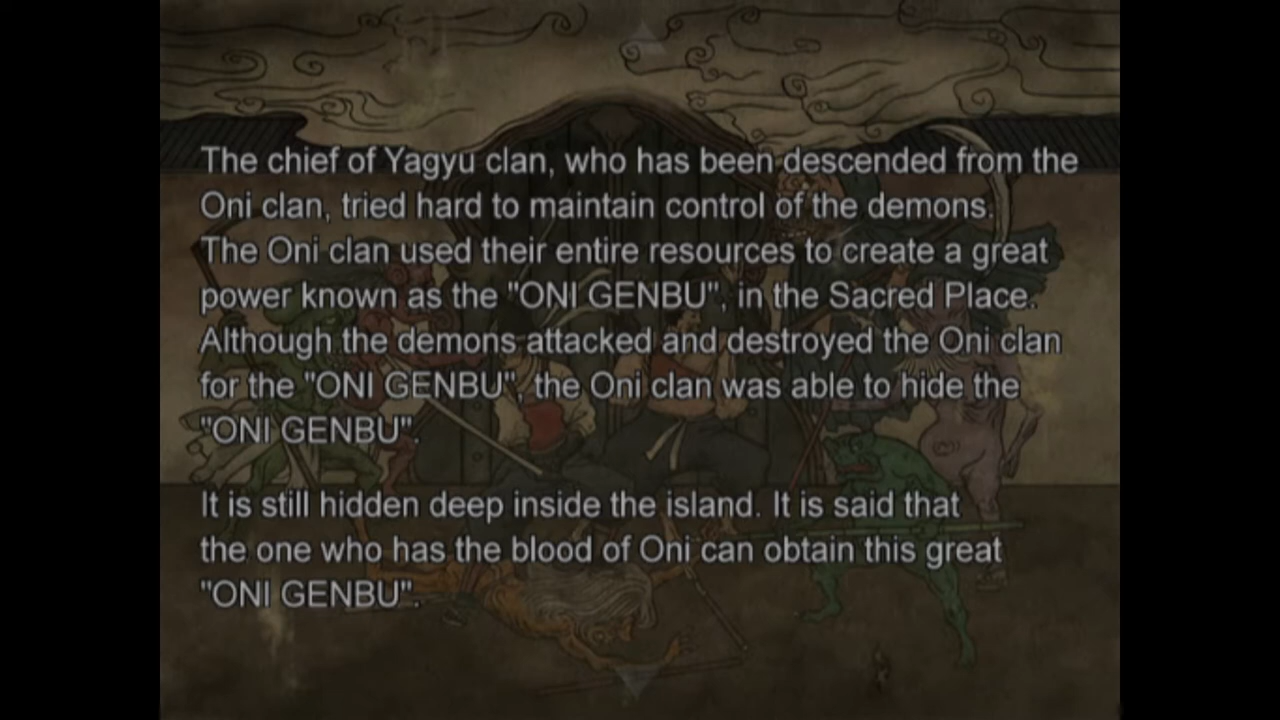 The chief of Yagyu clan, who has been descended from the
Oni clan, tried hard to maintain control of the demons.
The Oni clan used their entire resources to create a great
power known as the "ONI GENBU", in the Sacred Place.
Although the demons attacked and destroyed the Oni clan
for the "ONI GENBU", the Oni clan was able to hide the
"ONI GENBU".
It is still hidden deep inside the island. It is said that
the one who has the blood of Oni can obtain this great
"ONI GENBU".